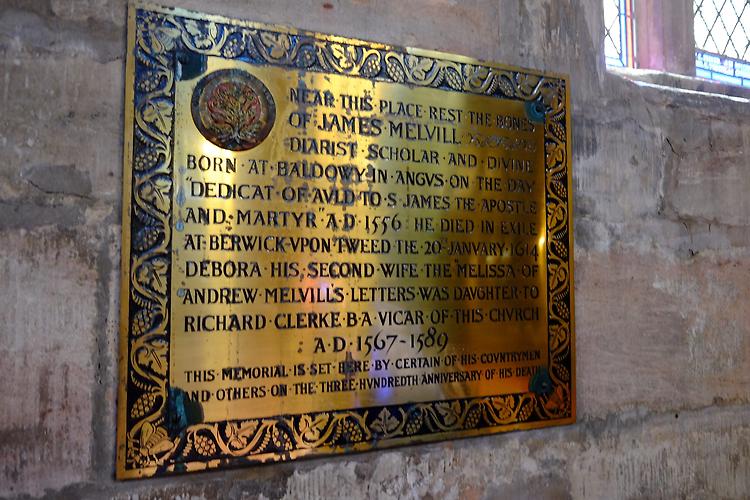 NEAR·THIS·PLACE·REST·THE·BONES
OF·JAMES·MELVILL
DIARIST·SCHOLAR·AND·DIVINE
BORN·AT·BALDOWY·IN·ANGVS·ON·THE·DAY
"DEDICAT·OF·AVLD·TO·S·JAMES·THE·APOSTLE
AND·MARTYR"·A·D·1556 HE·DIED·IN·EXILE
AT·BERWICK·VPON·TWEED THE·20·JANVARY·1614
DEBORA·HIS·SECOND·WIFE·THE·MELISSA·OF
ANDREW·MELVILL'S·LETTERS·WAS·DAVGHTER·TO
RICHARD·CLERKE·B·A·VICAR·OF·THIS·CHVRCH
:A·D·1567-1589
THIS·MEMORIAL·IS·SET·HERE·BY·CERTAIN·OF·HIS·COVNTRYMEN
AND·OTHERS·ON·THE·THREE·HVNDREDTH·ANNIVERSARY·OF·HIS·DEATH